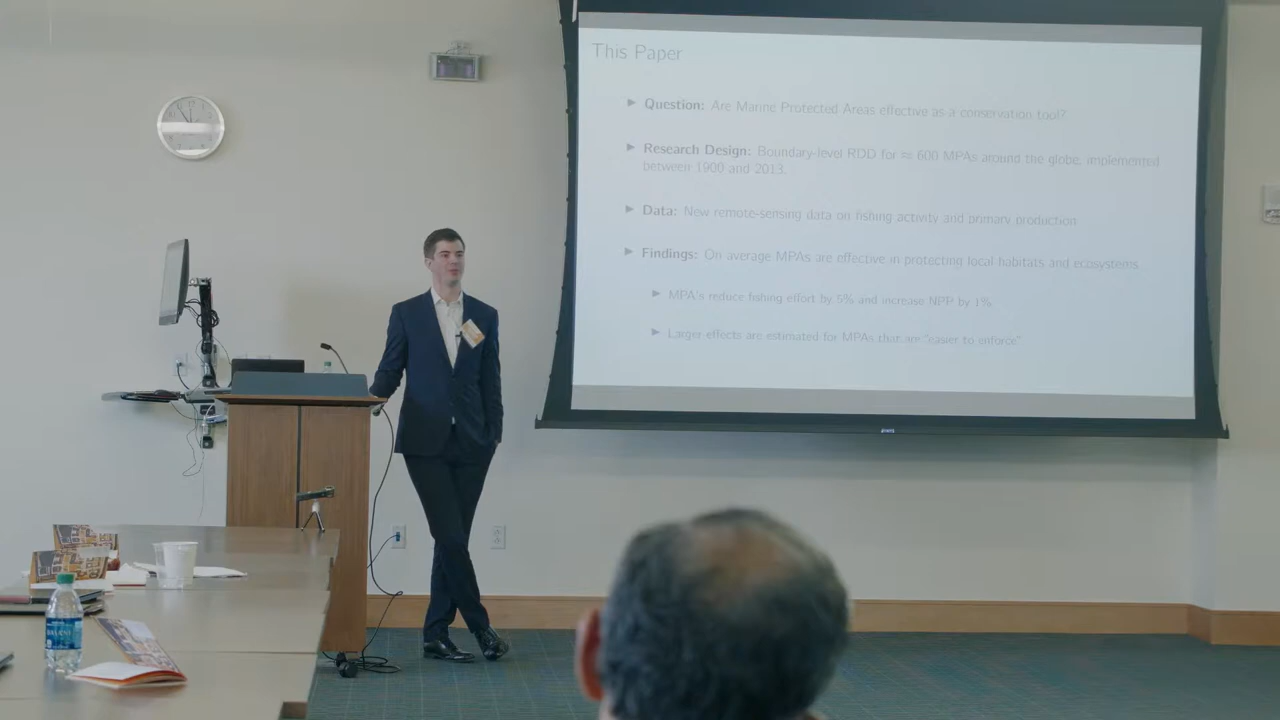 This Paper
► Question: Are Marine Protected Areas effective as a conservation tool?
► Research Design: Boundary-level RDD for ≈ 600 MPAs around the globe, implemented
between 1900 and 2013.
► Data: New remote-sensing data on fishing activity and primary production
► Findings: On average MPAs are effective in protecting local habitats and ecosystems
► MPA's reduce fishing effort by 5% and increase NPP by 1%
► Larger effects are estimated for MPAs that are "easier to enforce"